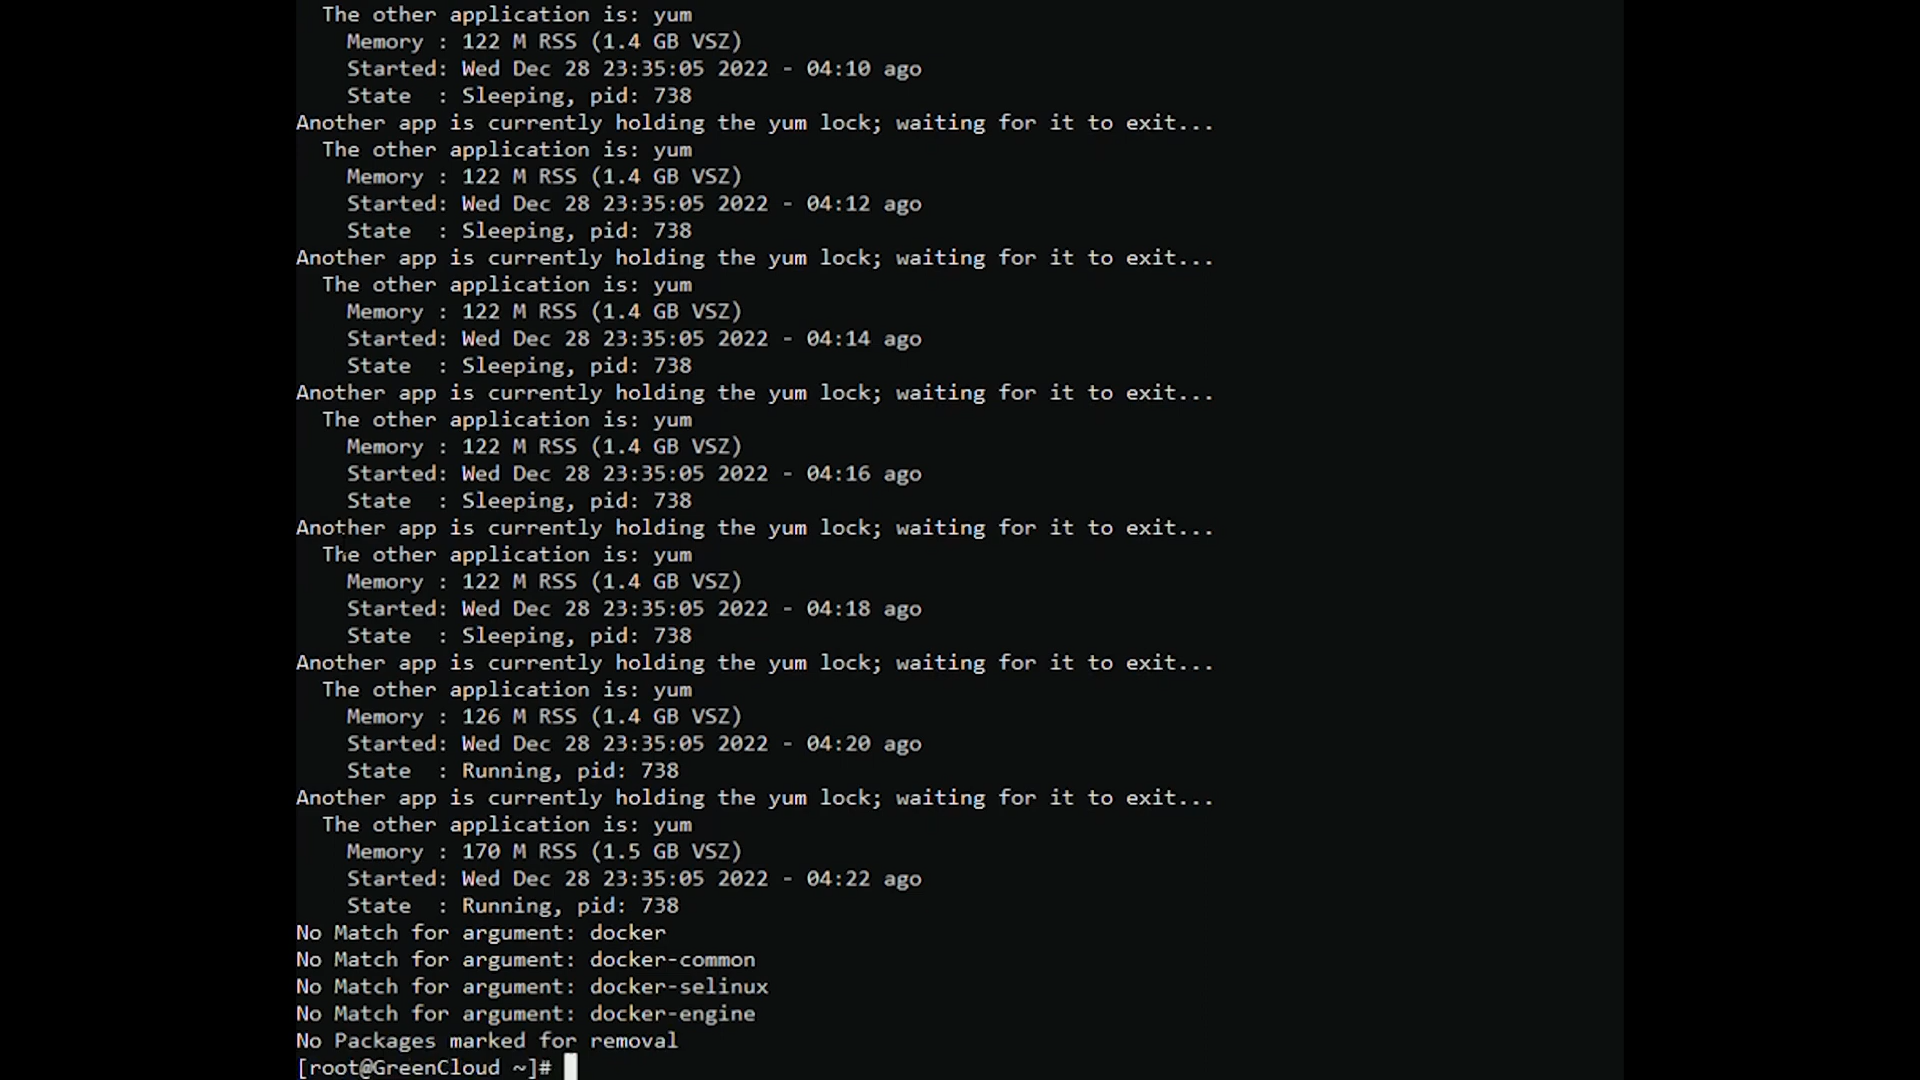 The other application is: yum
Memory : 122 M RSS (1.4 GB VSZ)
Started: Wed Dec 28 23:35:05 2022 - 04:10 ago
State  : Sleeping, pid: 738
Another app is currently holding the yum lock; waiting for it to exit...
The other application is: yum
Memory : 122 M RSS (1.4 GB VSZ)
Started: Wed Dec 28 23:35:05 2022 - 04:12 ago
State  : Sleeping, pid: 738
Another app is currently holding the yum lock; waiting for it to exit...
The other application is: yum
Memory : 122 M RSS (1.4 GB VSZ)
Started: Wed Dec 28 23:35:05 2022 - 04:14 ago
State  : Sleeping, pid: 738
Another app is currently holding the yum lock; waiting for it to exit...
The other application is: yum
Memory : 122 M RSS (1.4 GB VSZ)
Started: Wed Dec 28 23:35:05 2022 - 04:16 ago
State  : Sleeping, pid: 738
Another app is currently holding the yum lock; waiting for it to exit...
The other application is: yum
Memory : 122 M RSS (1.4 GB VSZ)
Started: Wed Dec 28 23:35:05 2022 - 04:18 ago
State  : Sleeping, pid: 738
Another app is currently holding the yum lock; waiting for it to exit...
The other application is: yum
Memory : 126 M RSS (1.4 GB VSZ)
Started: Wed Dec 28 23:35:05 2022 - 04:20 ago
State  : Running, pid: 738
Another app is currently holding the yum lock; waiting for it to exit...
The other application is: yum
Memory : 170 M RSS (1.5 GB VSZ)
Started: Wed Dec 28 23:35:05 2022 - 04:22 ago
State  : Running, pid: 738
No Match for argument: docker
No Match for argument: docker-common
No Match for argument: docker-selinux
No Match for argument: docker-engine
No Packages marked for removal
[root@GreenCloud ~]#